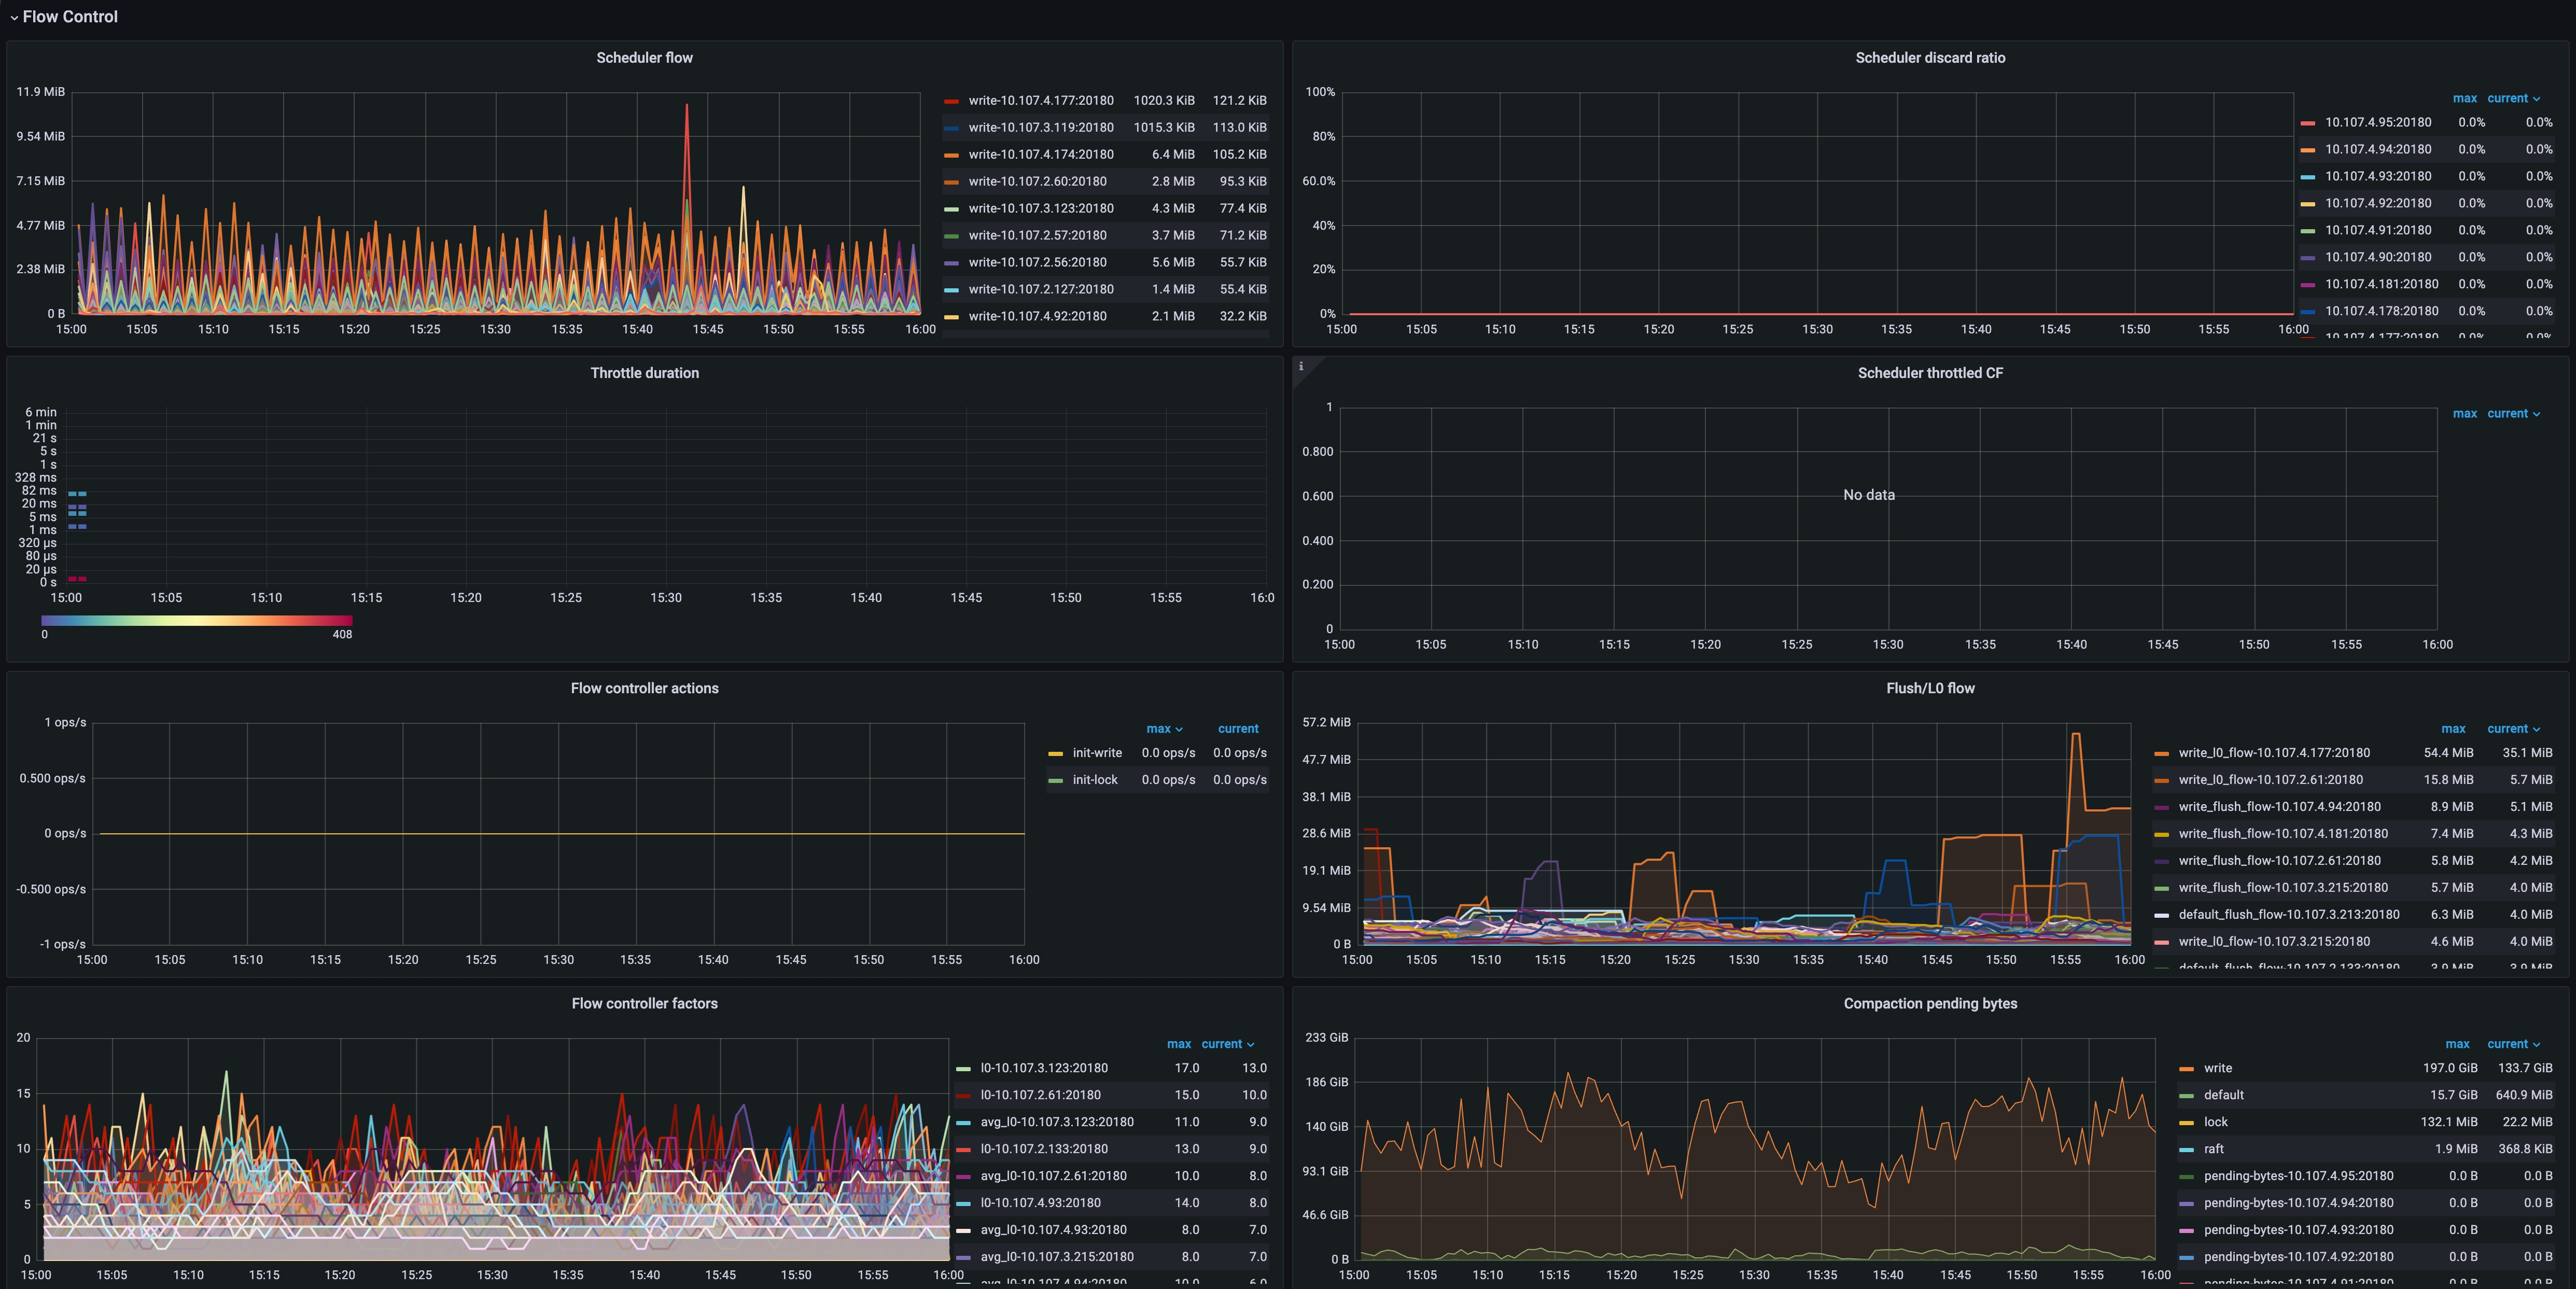 Flow Control
Scheduler flow
11.9 MiB
9.54 MiB
7.15 MiB
4.77 MiB
2.38 MiB
0 B
15:00 15:05 15:10 15:15 15:20 15:25 15:30 15:35 15:40 15:45 15:50 15:55 16:00
write-10.107.4.177:20180 1020.3 KiB 121.2 KiB
write-10.107.3.119:20180 1015.3 KiB 113.0 KiB
write-10.107.4.174:20180 6.4 MiB 105.2 KiB
write-10.107.2.60:20180 2.8 MiB 95.3 KiB
write-10.107.3.123:20180 4.3 MiB 77.4 KiB
write-10.107.2.57:20180 3.7 MiB 71.2 KiB
write-10.107.2.56:20180 5.6 MiB 55.7 KiB
write-10.107.2.127:20180 1.4 MiB 55.4 KiB
write-10.107.4.92:20180 2.1 MiB 32.2 KiB
Scheduler discard ratio
100%
80%
60.0%
40%
20%
0%
15:00 15:05 15:10 15:15 15:20 15:25 15:30 15:35 15:40 15:45 15:50 15:55 16:00
max current
10.107.4.95:20180 0.0% 0.0%
10.107.4.94:20180 0.0% 0.0%
10.107.4.93:20180 0.0% 0.0%
10.107.4.92:20180 0.0% 0.0%
10.107.4.91:20180 0.0% 0.0%
10.107.4.90:20180 0.0% 0.0%
10.107.4.181:20180 0.0% 0.0%
10.107.4.178:20180 0.0% 0.0%
10.107.4.177:20180 0.0% 0.0%
Throttle duration
6 min
1 min
21 s
5 s
1 s
328 ms
82 ms
20 ms
5 ms
1 ms
320 µs
80 µs
20 µs
0 s
15:00 15:05 15:10 15:15 15:20 15:25 15:30 15:35 15:40 15:45 15:50 15:55 16:0
0 408
i
Scheduler throttled CF
1
0.800
0.600
0.400
0.200
0
No data
15:00 15:05 15:10 15:15 15:20 15:25 15:30 15:35 15:40 15:45 15:50 15:55 16:00
max current
Flow controller actions
1 ops/s
0.500 ops/s
0 ops/s
-0.500 ops/s
-1 ops/s
15:00 15:05 15:10 15:15 15:20 15:25 15:30 15:35 15:40 15:45 15:50 15:55 16:00
max current
init-write 0.0 ops/s 0.0 ops/s
init-lock 0.0 ops/s 0.0 ops/s
Flush/L0 flow
57.2 MiB
47.7 MiB
38.1 MiB
28.6 MiB
19.1 MiB
9.54 MiB
0 B
15:00 15:05 15:10 15:15 15:20 15:25 15:30 15:35 15:40 15:45 15:50 15:55 16:00
max current
write_l0_flow-10.107.4.177:20180 54.4 MiB 35.1 MiB
write_l0_flow-10.107.2.61:20180 15.8 MiB 5.7 MiB
write_flush_flow-10.107.4.94:20180 8.9 MiB 5.1 MiB
write_flush_flow-10.107.4.181:20180 7.4 MiB 4.3 MiB
write_flush_flow-10.107.2.61:20180 5.8 MiB 4.2 MiB
write_flush_flow-10.107.3.215:20180 5.7 MiB 4.0 MiB
default_flush_flow-10.107.3.213:20180 6.3 MiB 4.0 MiB
write_l0_flow-10.107.3.215:20180 4.6 MiB 4.0 MiB
default_flush_flow-10.107.2.133:20180 3.9 MiB 3.9 MiB
Flow controller factors
20
15
10
5
0
15:00 15:05 15:10 15:15 15:20 15:25 15:30 15:35 15:40 15:45 15:50 15:55 16:00
max current
l0-10.107.3.123:20180 17.0 13.0
l0-10.107.2.61:20180 15.0 10.0
avg_l0-10.107.3.123:20180 11.0 9.0
l0-10.107.2.133:20180 13.0 9.0
avg_l0-10.107.2.61:20180 10.0 8.0
l0-10.107.4.93:20180 14.0 8.0
avg_l0-10.107.4.93:20180 8.0 7.0
avg_l0-10.107.3.215:20180 8.0 7.0
avg_l0-10.107.4.94:20180 10.0 6.0
Compaction pending bytes
233 GiB
186 GiB
140 GiB
93.1 GiB
46.6 GiB
0 B
15:00 15:05 15:10 15:15 15:20 15:25 15:30 15:35 15:40 15:45 15:50 15:55 16:00
max current
write 197.0 GiB 133.7 GiB
default 15.7 GiB 640.9 MiB
lock 132.1 MiB 22.2 MiB
raft 1.9 MiB 368.8 KiB
pending-bytes-10.107.4.95:20180 0.0 B 0.0 B
pending-bytes-10.107.4.94:20180 0.0 B 0.0 B
pending-bytes-10.107.4.93:20180 0.0 B 0.0 B
pending-bytes-10.107.4.92:20180 0.0 B 0.0 B
pending-bytes-10.107.4.91:20180 0.0 B 0.0 B